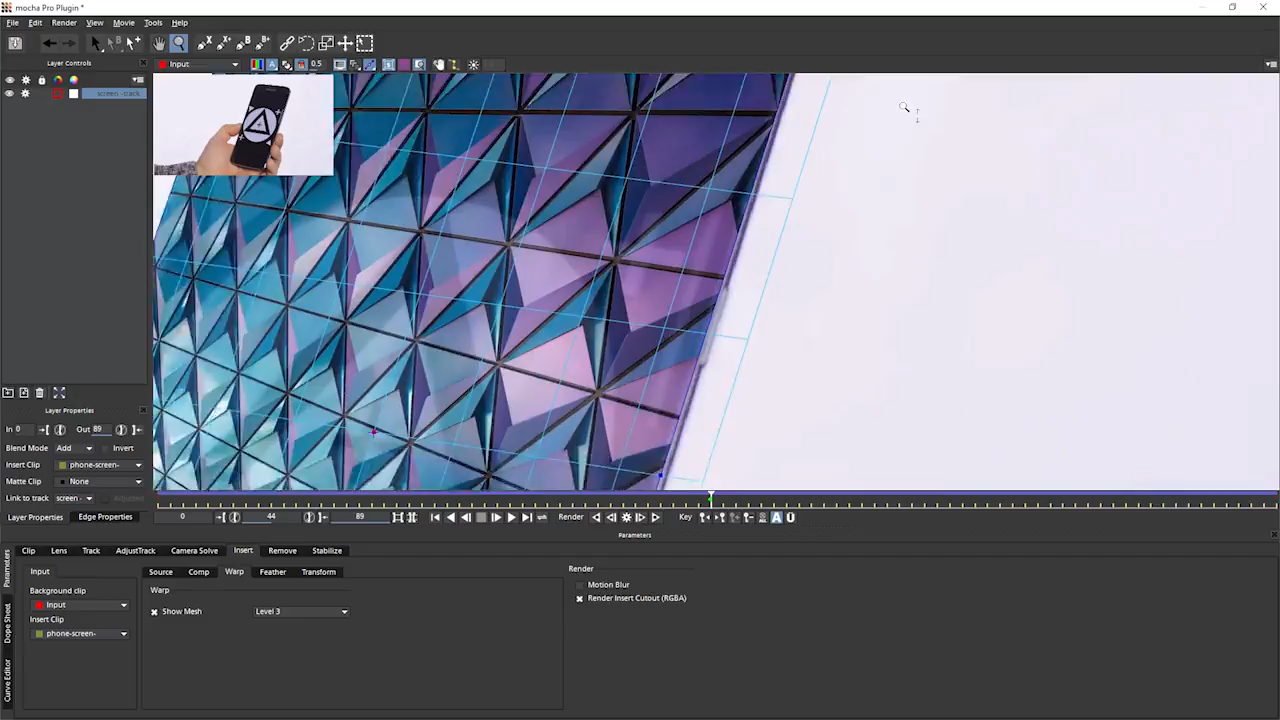 mocha Pro Plugin *
File Edit Render View Movie Tools Help
Layer Controls
Input
0.5
screen -track
Layer Properties
In 0
Out 89
Blend Mode Add
Invert
Insert Clip phone-screen-
Matte Clip None
Link to track screen -
Adjusted
Layer Properties Edge Properties
0
44
89
Render
Key
A
Parameters
Clip Lens Track AdjustTrack Camera Solve Insert Remove Stabilize
Input
Background clip
Input
Insert Clip
phone-screen-
Source Comp Warp Feather Transform
Warp
Show Mesh
Level 3
Render
Motion Blur
Render Insert Cutout (RGBA)
Parameters
Dope Sheet
Curve Editor